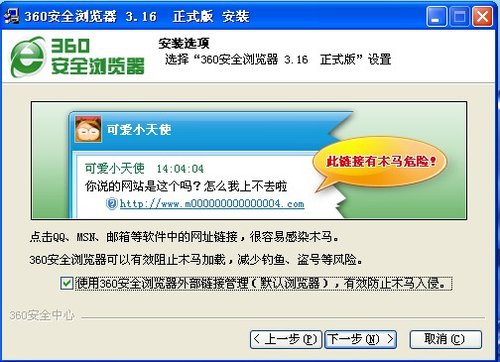 360安全浏览器 3.16 正式版 安装
360
安全浏览器
安装选项
选择“360安全浏览器 3.16 正式版”设置
可爱小天使
可爱小天使 14:04:04
你说的网站是这个吗？怎么我上不去啦
http://www.m000000000000004.com
此链接有木马危险!
点击QQ、MSN、邮箱等软件中的网址链接，很容易感染木马。
360安全浏览器可以有效阻止木马加载，减少钓鱼、盗号等风险。
使用360安全浏览器外部链接管理（默认浏览器），有效防止木马入侵。
360安全中心
< 上一步(P)
下一步(N) >
取消(C)